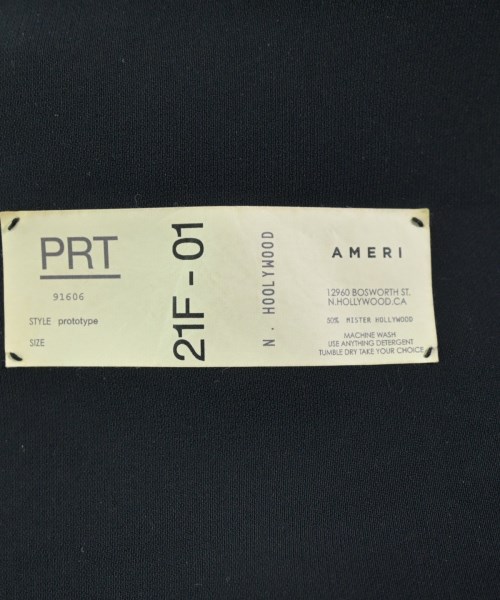 PRT
91606
STYLE prototype
SIZE
21F - 01
N. HOOLYWOOD
AMERI
12960 BOSWORTH ST.
N.HOLLYWOOD.CA
50% MISTER HOLLYWOOD
MACHINE WASH
USE ANYTHING DETERGENT
TUMBLE DRY TAKE YOUR CHOICE